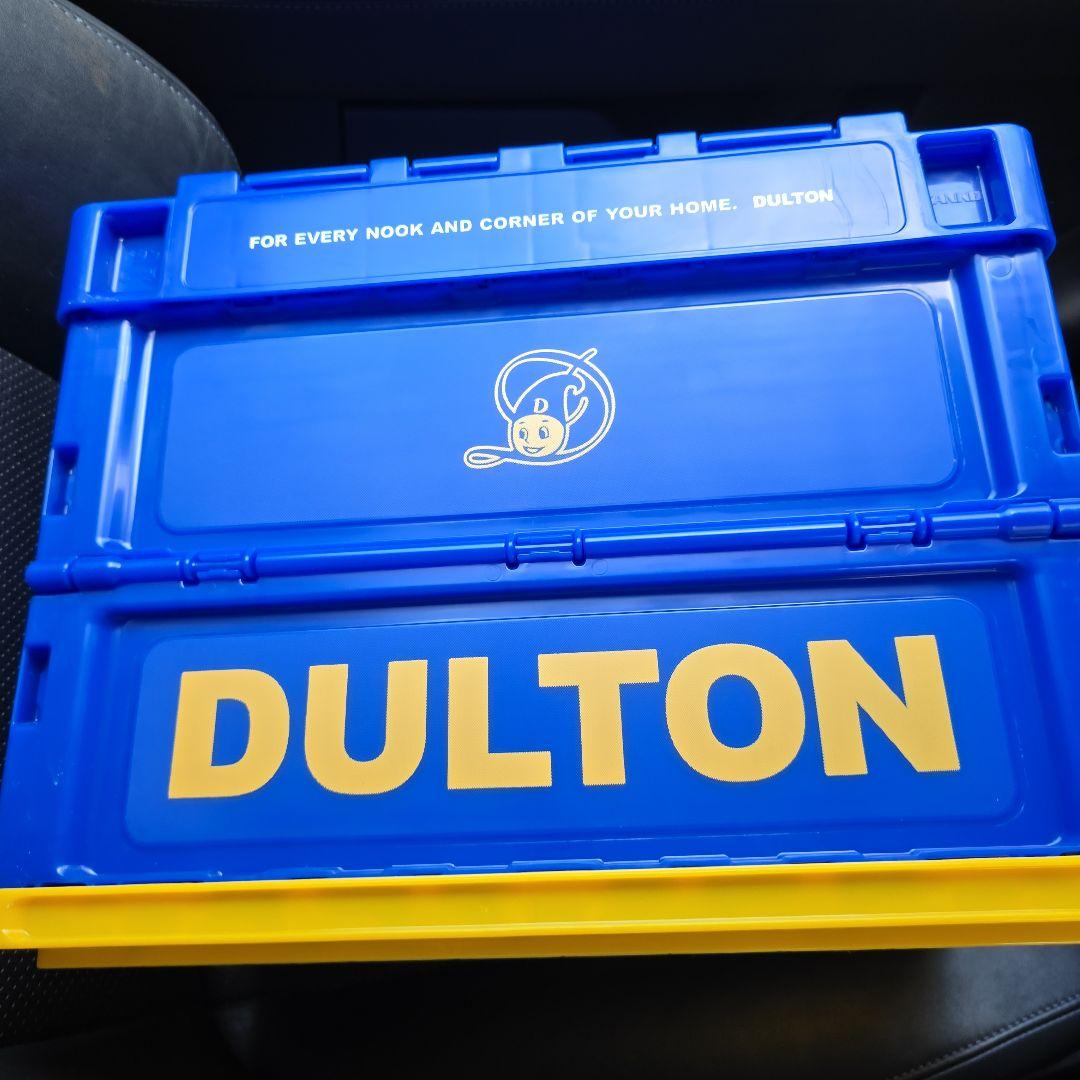 FOR EVERY NOOK AND CORNER OF YOUR HOME. DULTON
D
DULTON